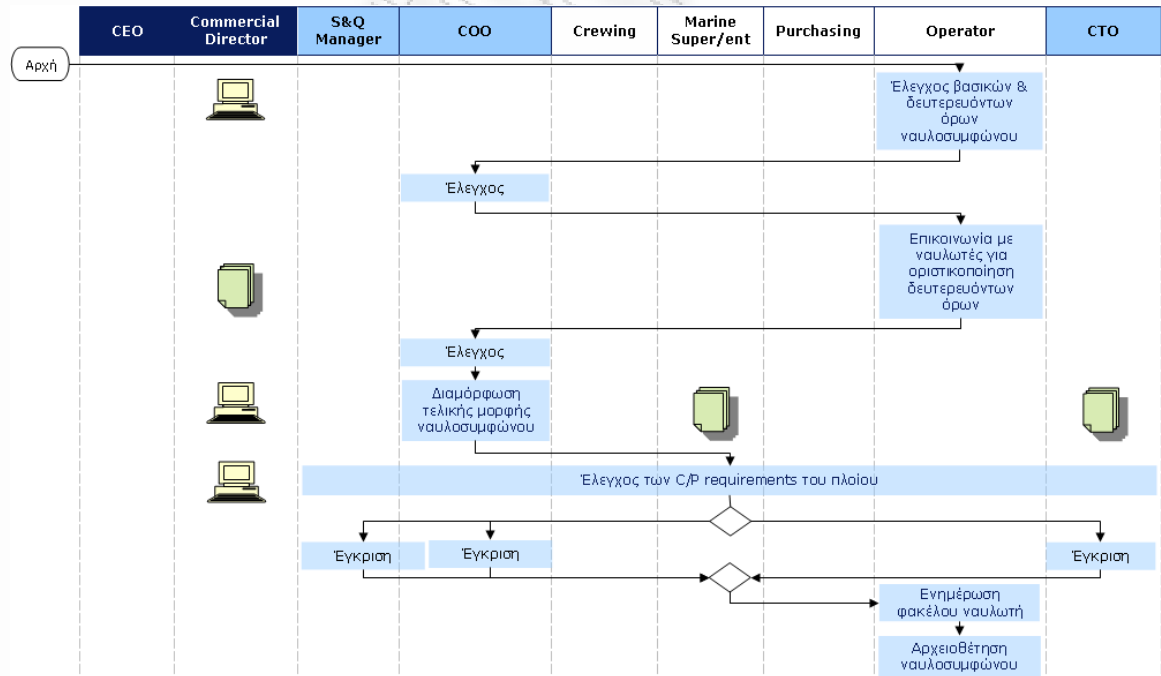 CEO
Commercial
Director
S&Q
Manager
COO
Crewing
Marine
Super/ent
Purchasing
Operator
CTO
Αρχή
Έλεγχος βασικών &
δευτερευόντων
όρων
ναυλοσυμφώνου
Έλεγχος
Επικοινωνία με
ναυλωτές για
οριστικοποίηση
δευτερευόντων
όρων
Έλεγχος
Διαμόρφωση
τελικής μορφής
ναυλοσυμφώνου
Έλεγχος των C/P requirements του πλοίου
Έγκριση
Έγκριση
Έγκριση
Ενημέρωση
φακέλου ναυλωτή
Αρχειοθέτηση
ναυλοσυμφώνου